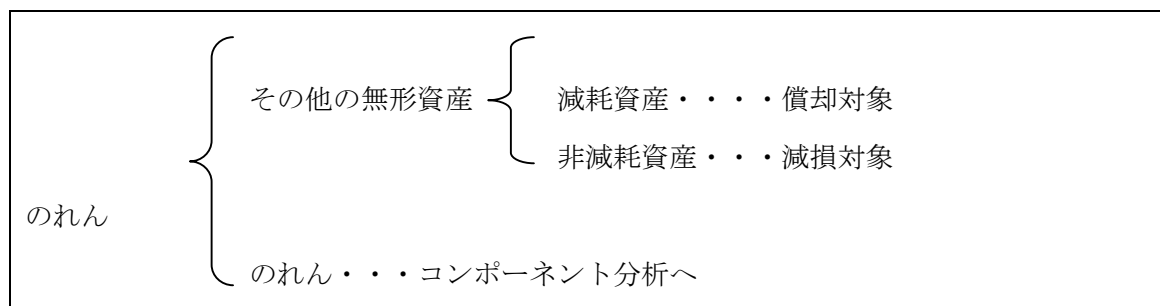 その他の無形資産 減耗資産・・・・償却対象
非減耗資産・・・減損対象
のれん
のれん・・・コンポーネント分析へ